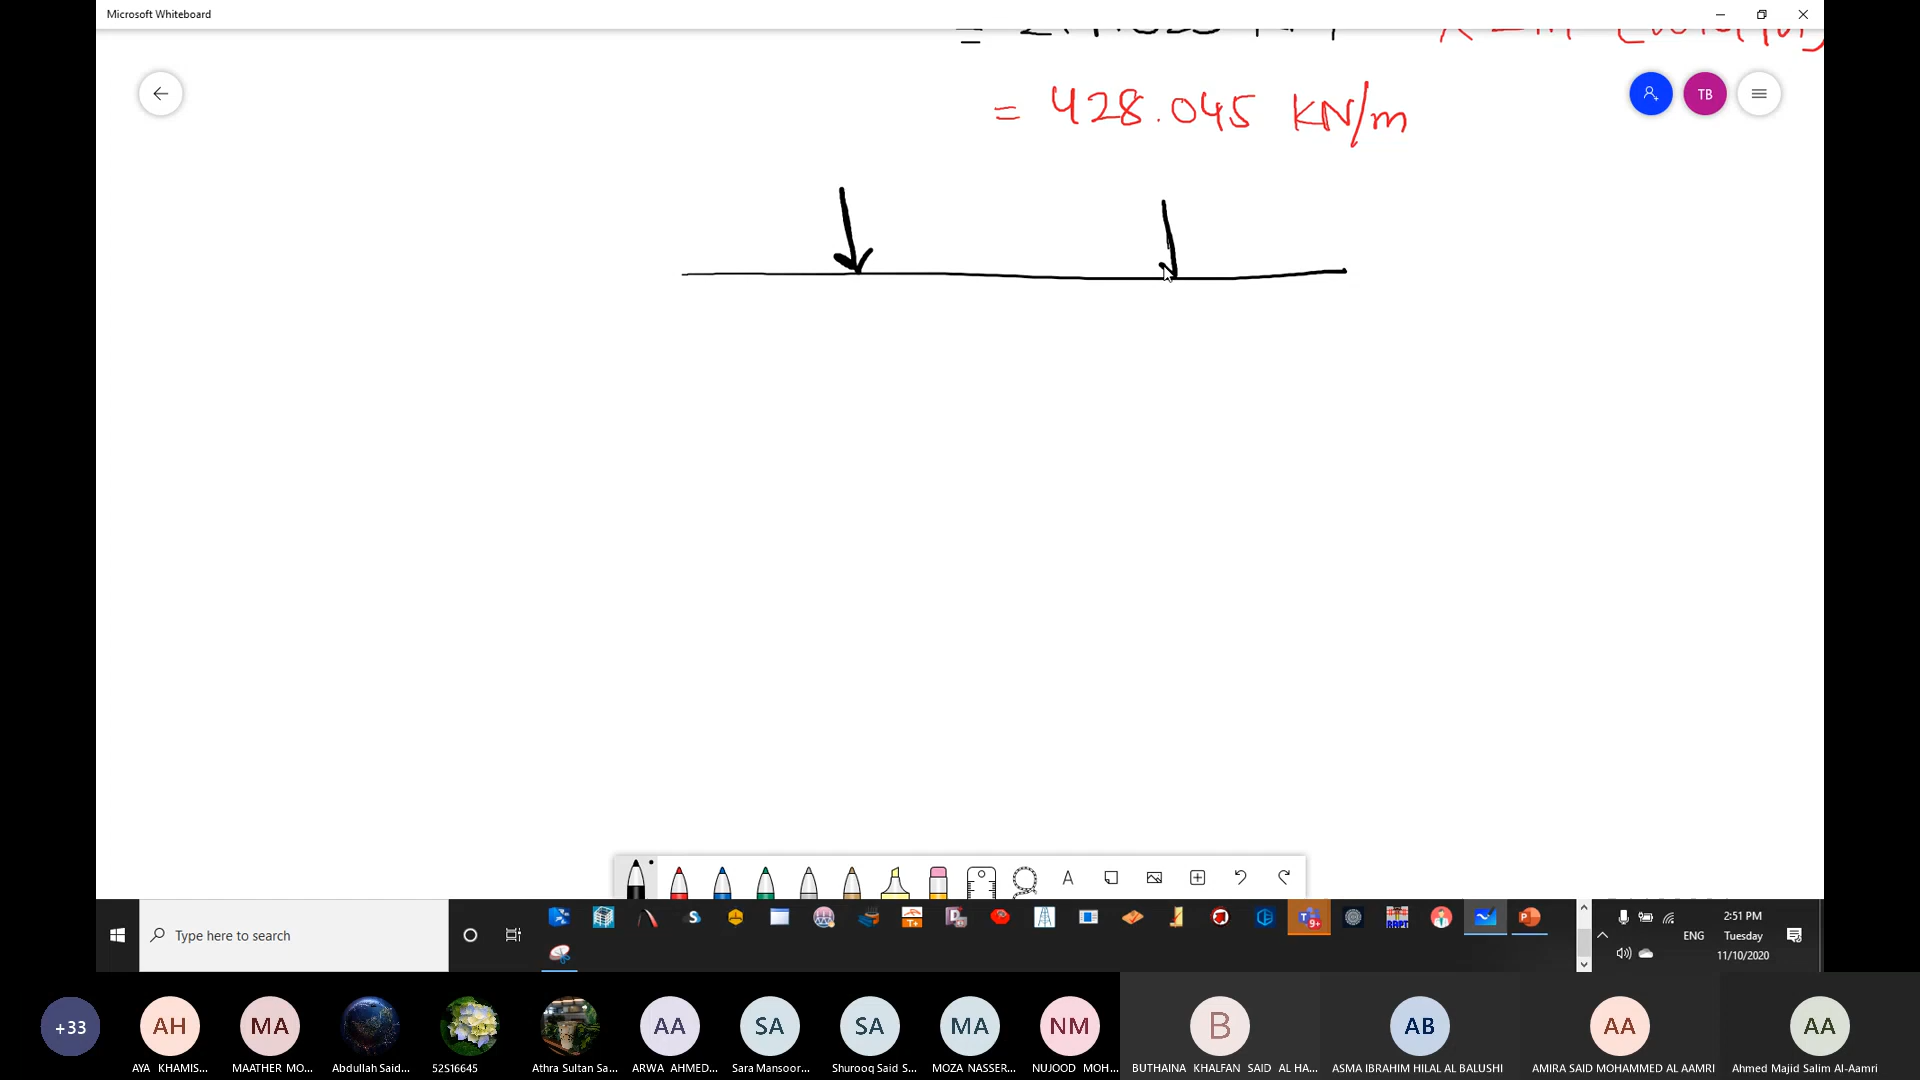 Microsoft Whiteboard
= 428.045 KN/m
TB
A
Type here to search
ENG
2:51 PM
Tuesday
11/10/2020
+33
AH
MA
AA
SA
SA
MA
NM
B
AB
AA
AA
AYA KHAMIS...
MAATHER MO...
Abdullah Said...
52S16645
Athra Sultan Sa...
ARWA AHMED...
Sara Mansoor...
Shurooq Said S...
MOZA NASSER...
NUJOOD MOH...
BUTHAINA KHALFAN SAID AL HA...
ASMA IBRAHIM HILAL AL BALUSHI
AMIRA SAID MOHAMMED AL AAMRI
Ahmed Majid Salim Al-Aamri